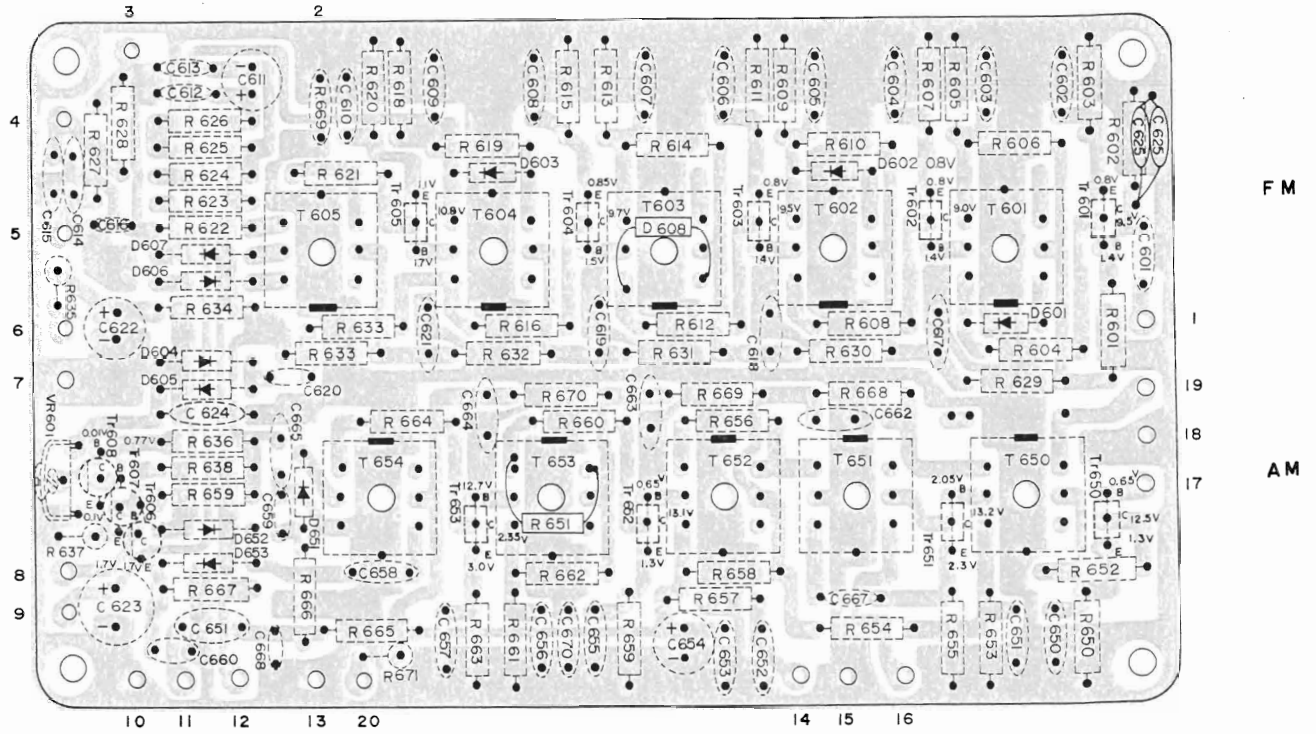 3 2
C613 C611 R620 R618 C609 C608 R615 R613 C607 C606 R611 R609 C605 C604 R607 R605 C603 C602 R603
C612 R669 C610
4 R627 R628 R626 R602 C625 C625
R625 R619 R614 R610 R606
FM
R624 R621 D603 D602
R623 Tr605 1.1V E Tr604 0.85V E Tr603 0.8V E Tr602 0.8V E Tr601 0.8V E
C615 C614 C616 R622 T605 C 10.8V T604 C 9.7V T603 C 9.5V T602 C 9.0V T601 C
5 D608 C601
D607 B 1.7V B 1.5V B 1.4V B 1.4V B 1.4V
D606
R635 R634
C622 R633 C621 R616 C619 R612 C618 R608 D601 R601 1
6 D604 R633 R632 R631 R630 R604
7 D605 C620 R670 C663 R669 R668 R629 19
VR601 C624 C665 R664 C664 R660 R656 C662 18
Tr608 0.01V B 0.77V R636
R638 T654 T653 T652 T651 T650 AM
Tr607 R659 C659 Tr653 12.7V B 0.65V B 2.05V B Tr650 0.65V B 17
Tr606 C R651 C 13.1V C 13.2V C 12.5V
R637 0.1V D652 D651 2.35V Tr651 1.3V
D653 3.0V E 1.3V E 2.3V E E
8 1.7V 1.7V E R667 C658 R662 R658 R652
9 C623 R666 R657 C667
C651 R665 C657 R663 R661 C656 C670 C655 R659 C654 C653 C652 R654 R655 R653 C651 C650 R650
C660 C668 R671
10 11 12 13 20 14 15 16